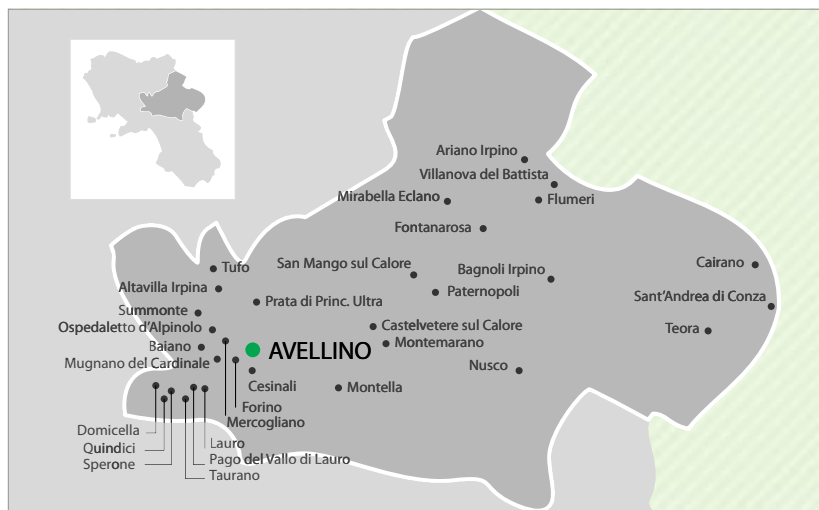 Ariano Irpino
Villanova del Battista
Mirabella Eclano
Flumeri
Fontanarosa
San Mango sul Calore
Cairano
Tufo
Bagnoli Irpino
Altavilla Irpina
Paternopoli
Sant'Andrea di Conza
Prata di Princ. Ultra
Summonte
Ospedaletto d'Alpinolo
Castelvetere sul Calore
Teora
Baiano
AVELLINO
Montemarano
Mugnano del Cardinale
Nusco
Cesinali
Montella
Forino
Mercogliano
Domicella
Lauro
Quindici
Pago del Vallo di Lauro
Sperone
Taurano